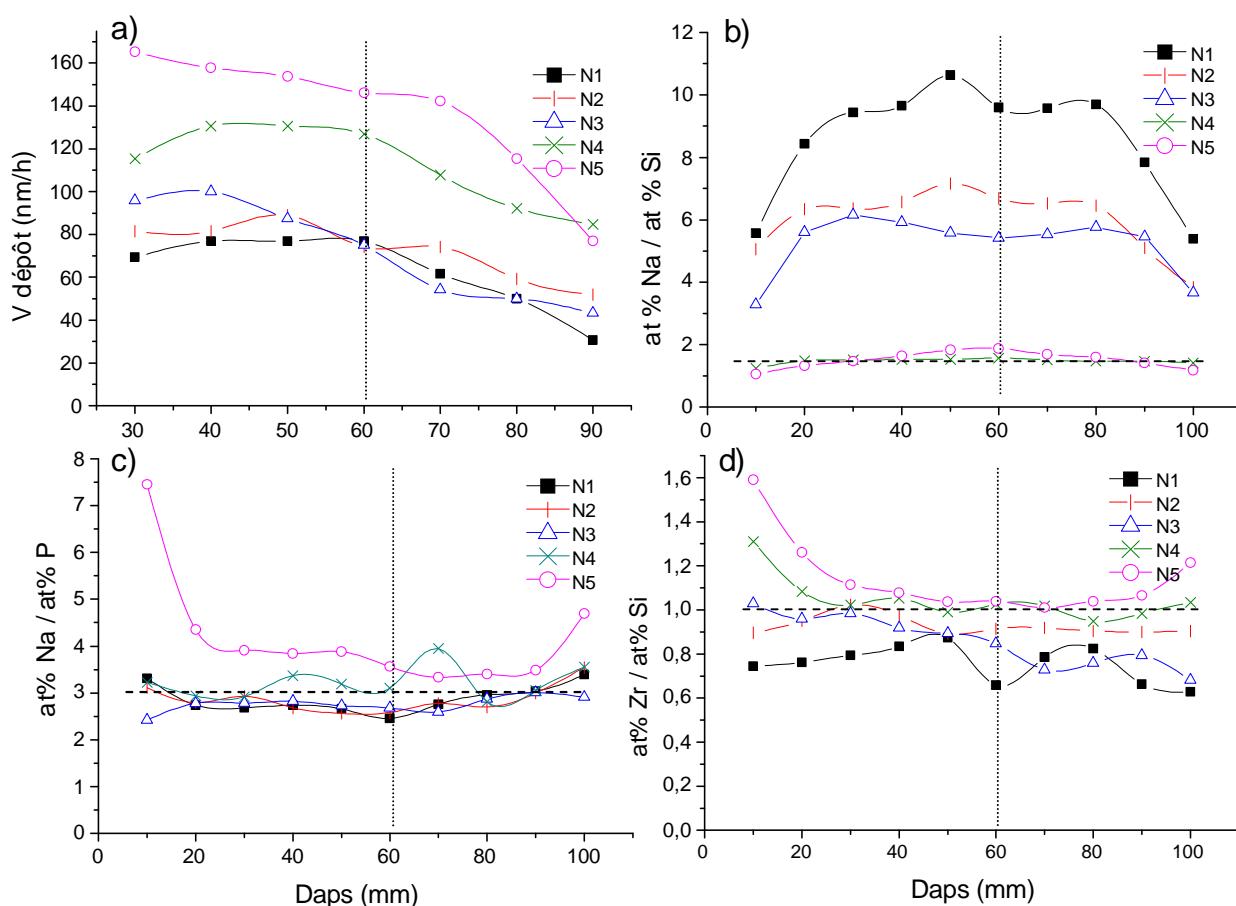 a)
V dépôt (nm/h)
160
140
120
100
80
60
40
20
0
30 40 50 60 70 80 90
N1
N2
N3
N4
N5
b)
at % Na / at % Si
12
10
8
6
4
2
0
0 20 40 60 80 100
N1
N2
N3
N4
N5
c)
at% Na / at% P
8
7
6
5
4
3
2
1
0
0 20 40 60 80 100
Daps (mm)
N1
N2
N3
N4
N5
d)
at% Zr / at% Si
1,6
1,4
1,2
1,0
0,8
0,6
0,4
0,2
0,0
0 20 40 60 80 100
Daps (mm)
N1
N2
N3
N4
N5